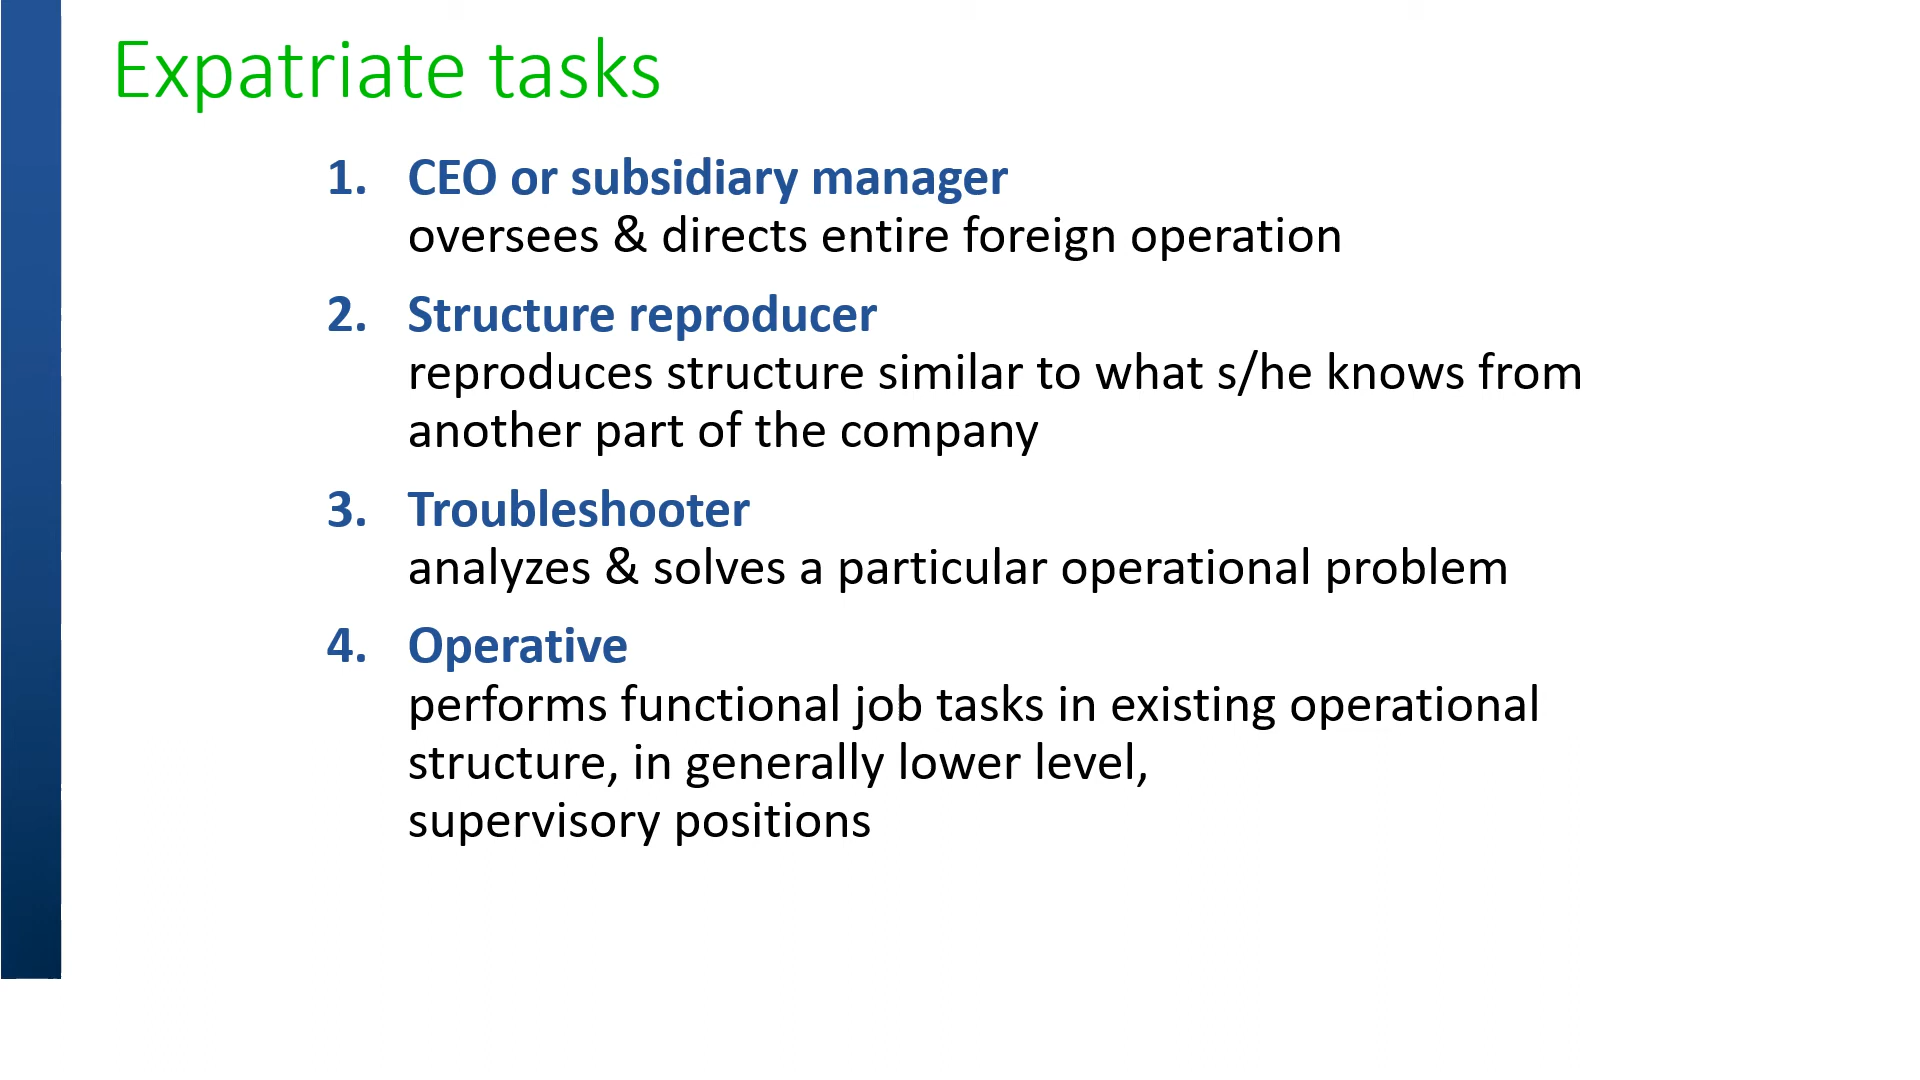 Expatriate tasks
1. CEO or subsidiary manager
oversees & directs entire foreign operation
2. Structure reproducer
reproduces structure similar to what s/he knows from
another part of the company
3. Troubleshooter
analyzes & solves a particular operational problem
4. Operative
performs functional job tasks in existing operational
structure, in generally lower level,
supervisory positions